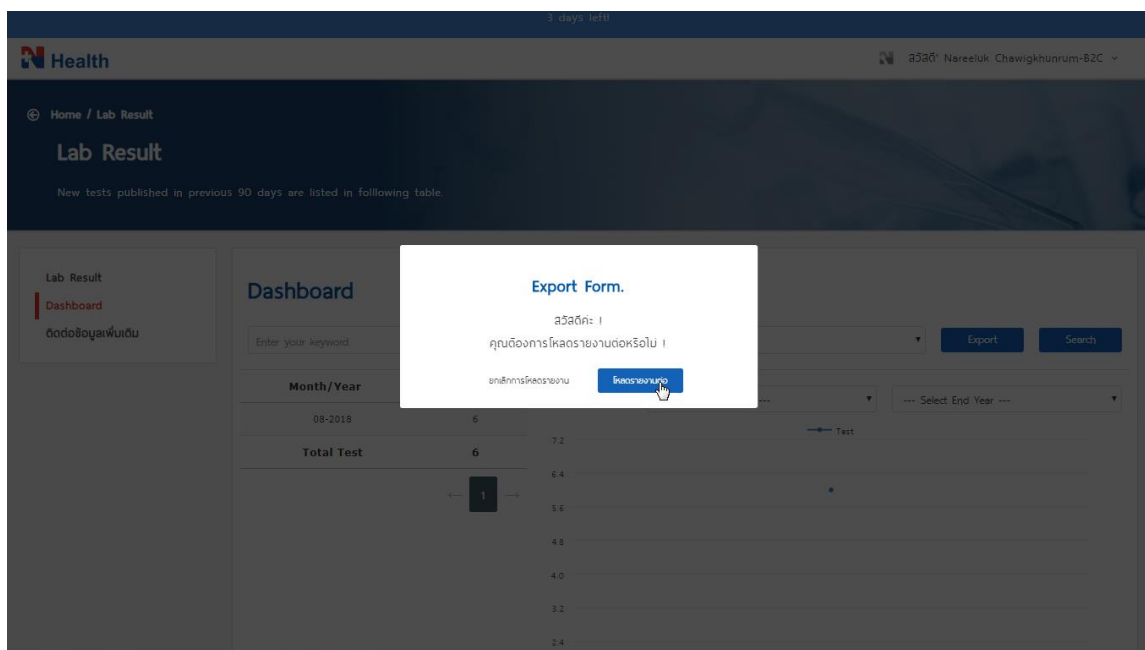 3 days left!
N Health
สวัสดี' Nareeluk Chawigkhunrum-B2C
Home / Lab Result
Lab Result
New tests published in previous 90 days are listed in folllowing table.
Lab Result
Dashboard
ติดต่อข้อมูลเพิ่มเติม
Dashboard
Enter your keyword
Export
Search
Export Form.
สวัสดีค่ะ !
คุณต้องการโหลดรายงานต่อหรือไม่ !
ยกเลิกการโหลดรายงาน
โหลดรายงานต่อ
--- Select End Year ---
Month/Year
08-2018 6
Total Test 6
← 1 →
Test
7.2
6.4
5.6
4.8
4.0
3.2
2.4